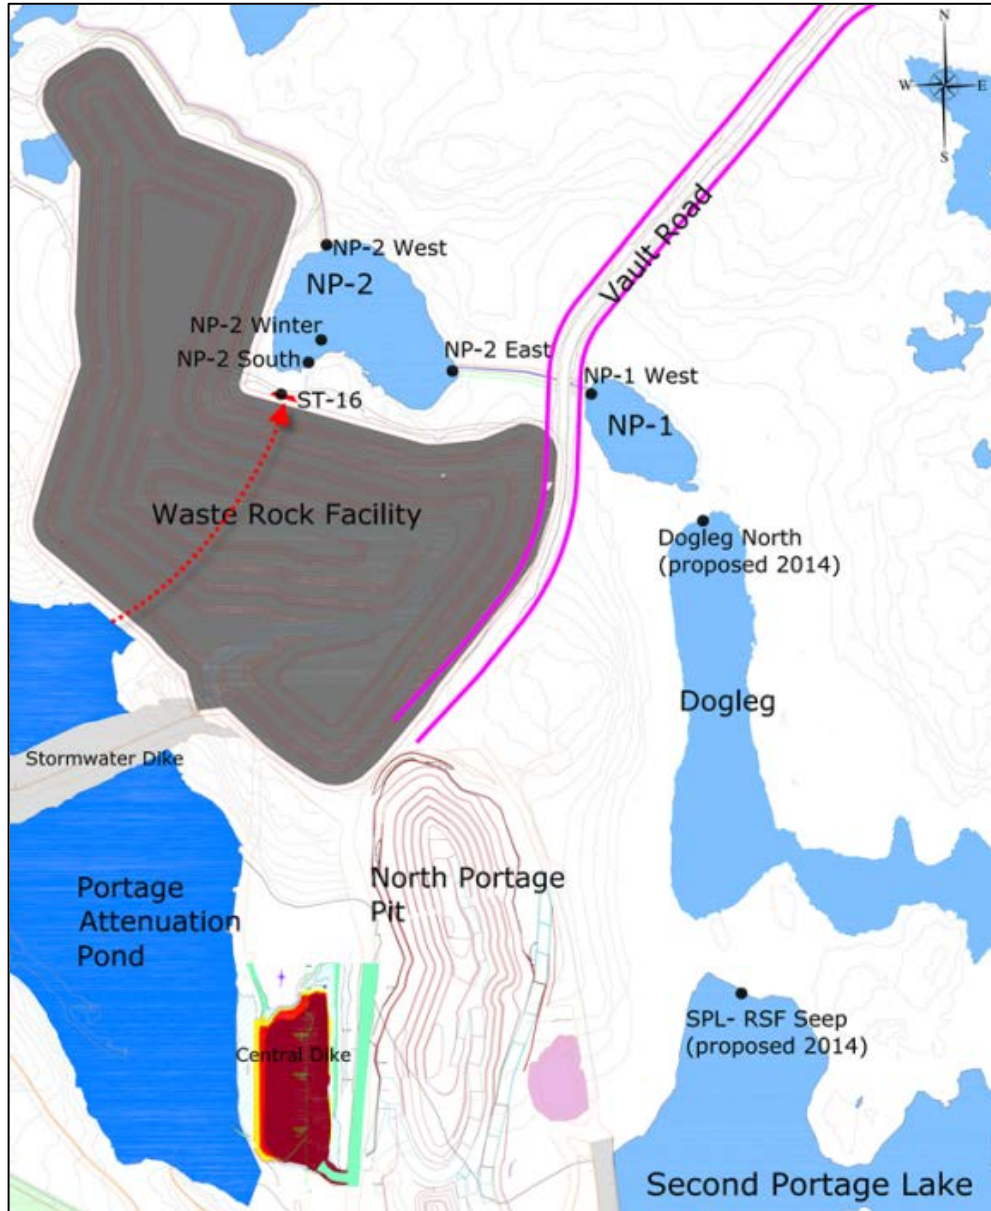 N
W E
S
NP-2 West
NP-2
Vault Road
NP-2 Winter
NP-2 South
NP-2 East
NP-1 West
ST-16
NP-1
Waste Rock Facility
Dogleg North
(proposed 2014)
Dogleg
Stormwater Dike
North Portage
Pit
Portage
Attenuation
Pond
SPL- RSF Seep
(proposed 2014)
Central Dike
Second Portage Lake